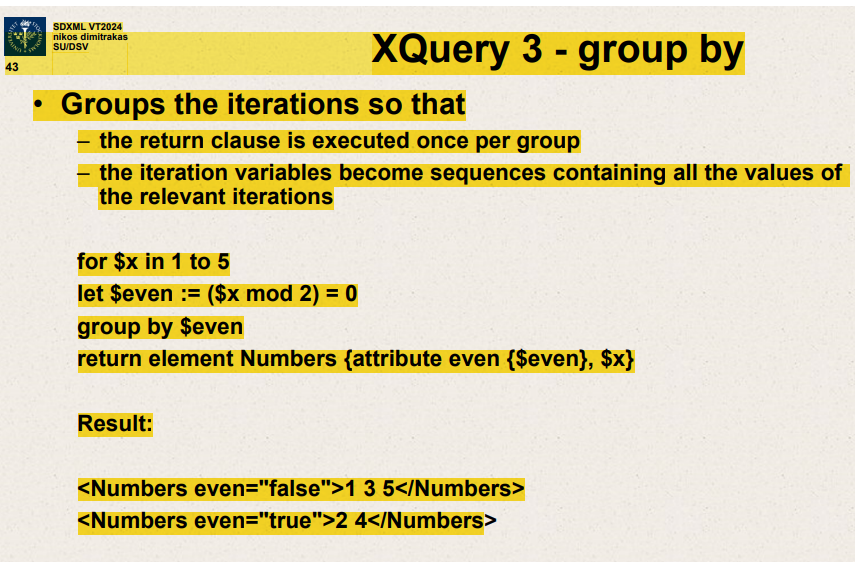 SDXML VT2024
nikos dimitrakas
SU/DSV
43
XQuery 3 - group by
• Groups the iterations so that
– the return clause is executed once per group
– the iteration variables become sequences containing all the values of
the relevant iterations
for $x in 1 to 5
let $even := ($x mod 2) = 0
group by $even
return element Numbers {attribute even {$even}, $x}
Result:
<Numbers even="false">1 3 5</Numbers>
<Numbers even="true">2 4</Numbers>